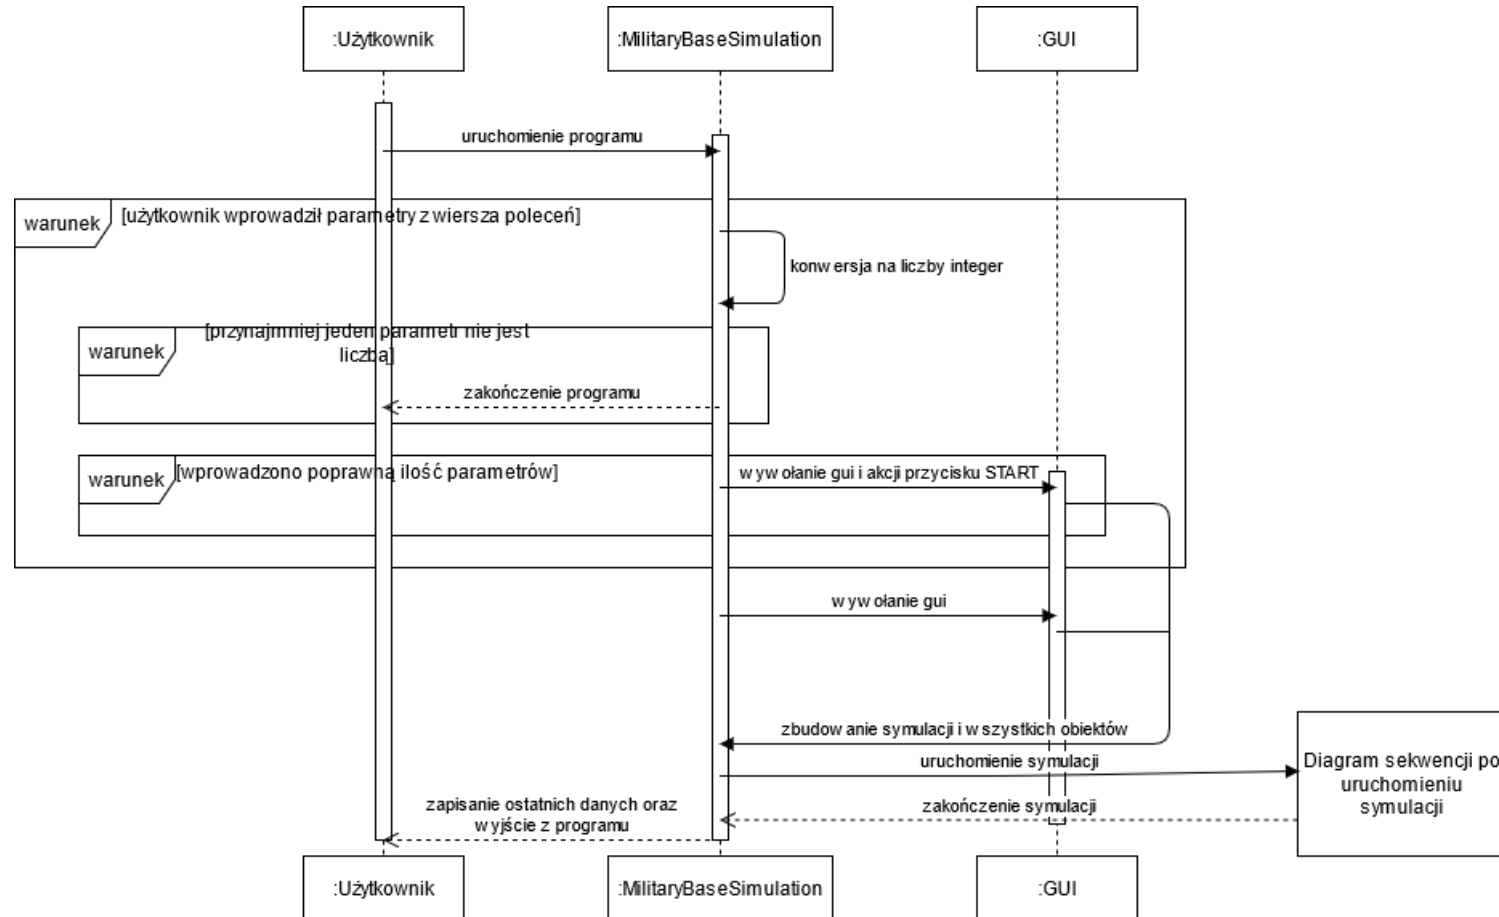 :Użytkownik
:MilitaryBaseSimulation
:GUI
uruchomienie programu
warunek
[użytkownik wprowadził parametry z wiersza poleceń]
konwersja na liczby integer
warunek
[przynajmniej jeden parametr nie jest
liczbą]
zakończenie programu
warunek
[wprowadzono poprawną ilość parametrów]
wywołanie gui i akcji przycisku START
wywołanie gui
zbudowanie symulacji i wszystkich obiektów
uruchomienie symulacji
Diagram sekwencji po
uruchomieniu
symulacji
zapisanie ostatnich danych oraz
wyjście z programu
zakończenie symulacji
:Użytkownik
:MilitaryBaseSimulation
:GUI